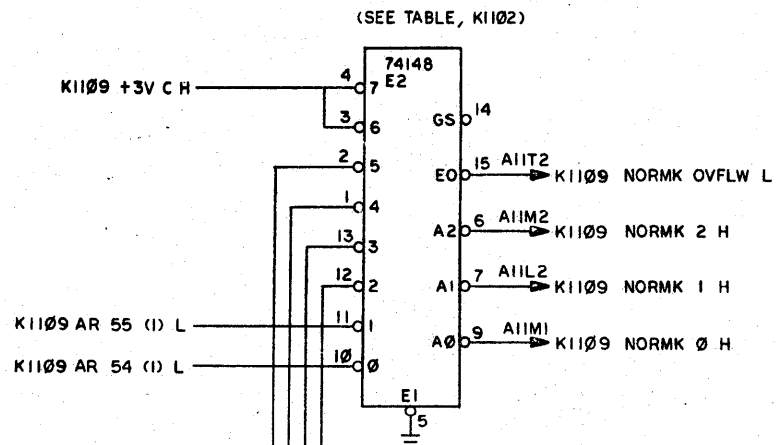 (SEE TABLE, K11Ø2)
74148
E2
K11Ø9 +3V C H
4 7
3 6
2 5
1 4
13 3
12 2
K11Ø9 AR 55 (1) L 11 1
K11Ø9 AR 54 (1) L 10 Ø
GS 14
EO 15 A11T2 K11Ø9 NORMK OVFLW L
A2 6 A11M2 K11Ø9 NORMK 2 H
A1 7 A11L2 K11Ø9 NORMK 1 H
AØ 9 A11M1 K11Ø9 NORMK Ø H
E1
5